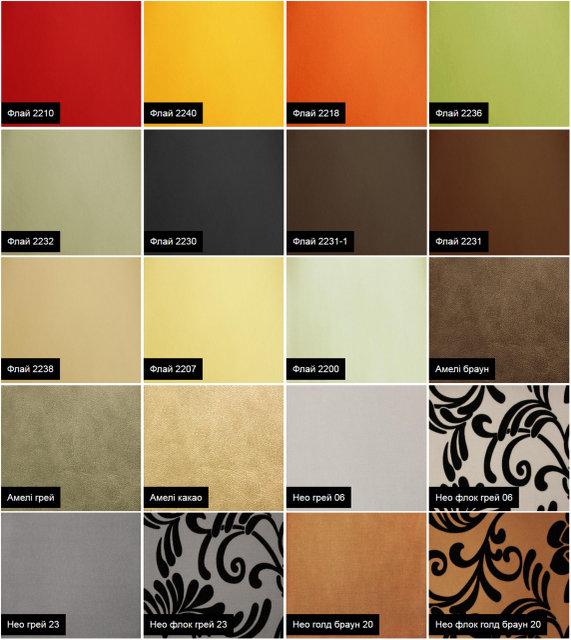 Флай 2210
Флай 2240
Флай 2218
Флай 2236
Флай 2232
Флай 2230
Флай 2231-1
Флай 2231
Флай 2238
Флай 2207
Флай 2200
Амелі браун
Амелі грей
Амелі какао
Нео грей 06
Нео флок грей 06
Нео грей 23
Нео флок грей 23
Нео голд браун 20
Нео флок голд браун 20